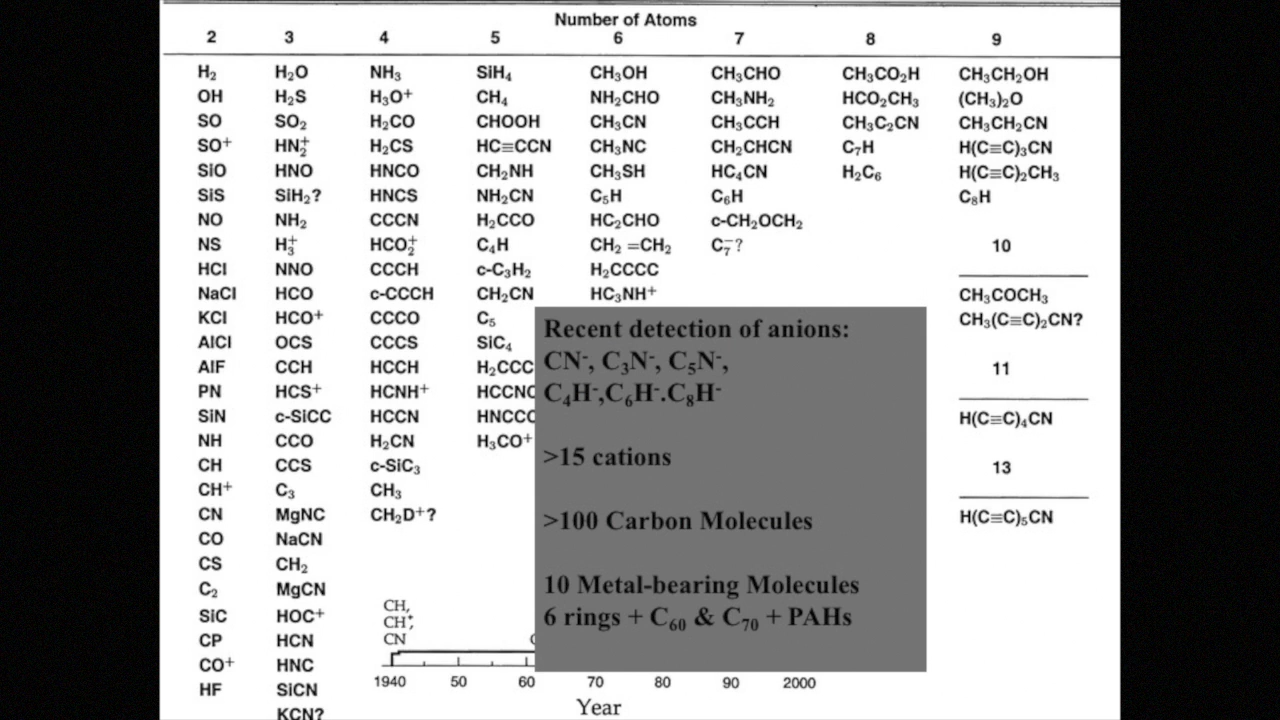 Number of Atoms
2 3 4 5 6 7 8 9
H₂ H₂O NH₃ SiH₄ CH₃OH CH₃CHO CH₃CO₂H CH₃CH₂OH
OH H₂S H₃O⁺ CH₄ NH₂CHO CH₃NH₂ HCO₂CH₃ (CH₃)₂O
SO SO₂ H₂CO CHOOH CH₃CN CH₃CCH CH₃C₂CN CH₃CH₂CN
SO⁺ HN₂⁺ H₂CS HC≡CCN CH₃NC CH₂CHCN C₇H H(C≡C)₃CN
SiO HNO HNCO CH₂NH CH₃SH HC₄CN H₂C₆ H(C≡C)₂CH₃
SiS SiH₂? HNCS NH₂CN C₅H C₆H C₈H
NO NH₂ CCCN H₂CCO HC₂CHO c-CH₂OCH₂
NS H₃⁺ HCO₂⁺ C₄H CH₂ =CH₂ C₇⁻? 10
HCl NNO CCCH c-C₃H₂ H₂CCCC
NaCl HCO c-CCCH CH₂CN HC₃NH⁺ CH₃COCH₃
KCl HCO⁺ CCCO C₅ CH₃(C≡C)₂CN?
AlCl OCS CCCS SiC₄
AlF CCH HCCH H₂CCC 11
PN HCS⁺ HCNH⁺ HCCNC
SiN c-SiCC HCCN HNCCC H(C≡C)₄CN
NH CCO H₂CN H₃CO⁺
CH CCS c-SiC₃ 13
CH⁺ C₃ CH₃
CN MgNC CH₂D⁺? H(C≡C)₅CN
CO NaCN
CS CH₂
C₂ MgCN
SiC HOC⁺
CP HCN
CO⁺ HNC
HF SiCN
KCN?
Recent detection of anions:
CN⁻, C₃N⁻, C₅N⁻,
C₄H⁻,C₆H⁻.C₈H⁻
>15 cations
>100 Carbon Molecules
10 Metal-bearing Molecules
6 rings + C₆₀ & C₇₀ + PAHs
CH,
CH⁺,
CN
1940 50 60 70 80 90 2000
Year